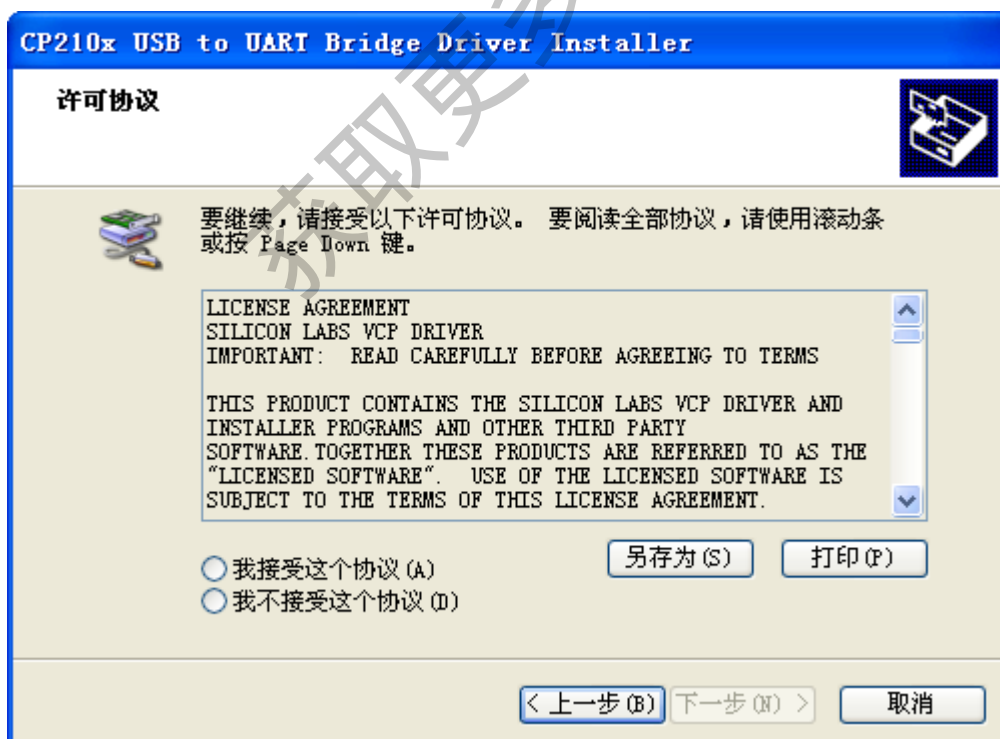 CP210x USB to UART Bridge Driver Installer
许可协议
要继续，请接受以下许可协议。 要阅读全部协议，请使用滚动条
或按 Page Down 键。
LICENSE AGREEMENT
SILICON LABS VCP DRIVER
IMPORTANT:  READ CAREFULLY BEFORE AGREEING TO TERMS
THIS PRODUCT CONTAINS THE SILICON LABS VCP DRIVER AND
INSTALLER PROGRAMS AND OTHER THIRD PARTY
SOFTWARE.TOGETHER THESE PRODUCTS ARE REFERRED TO AS THE
"LICENSED SOFTWARE".  USE OF THE LICENSED SOFTWARE IS
SUBJECT TO THE TERMS OF THIS LICENSE AGREEMENT.
另存为(S) 打印(P)
我接受这个协议(A)
我不接受这个协议(D)
< 上一步(B) 下一步(N) > 取消
获取更多